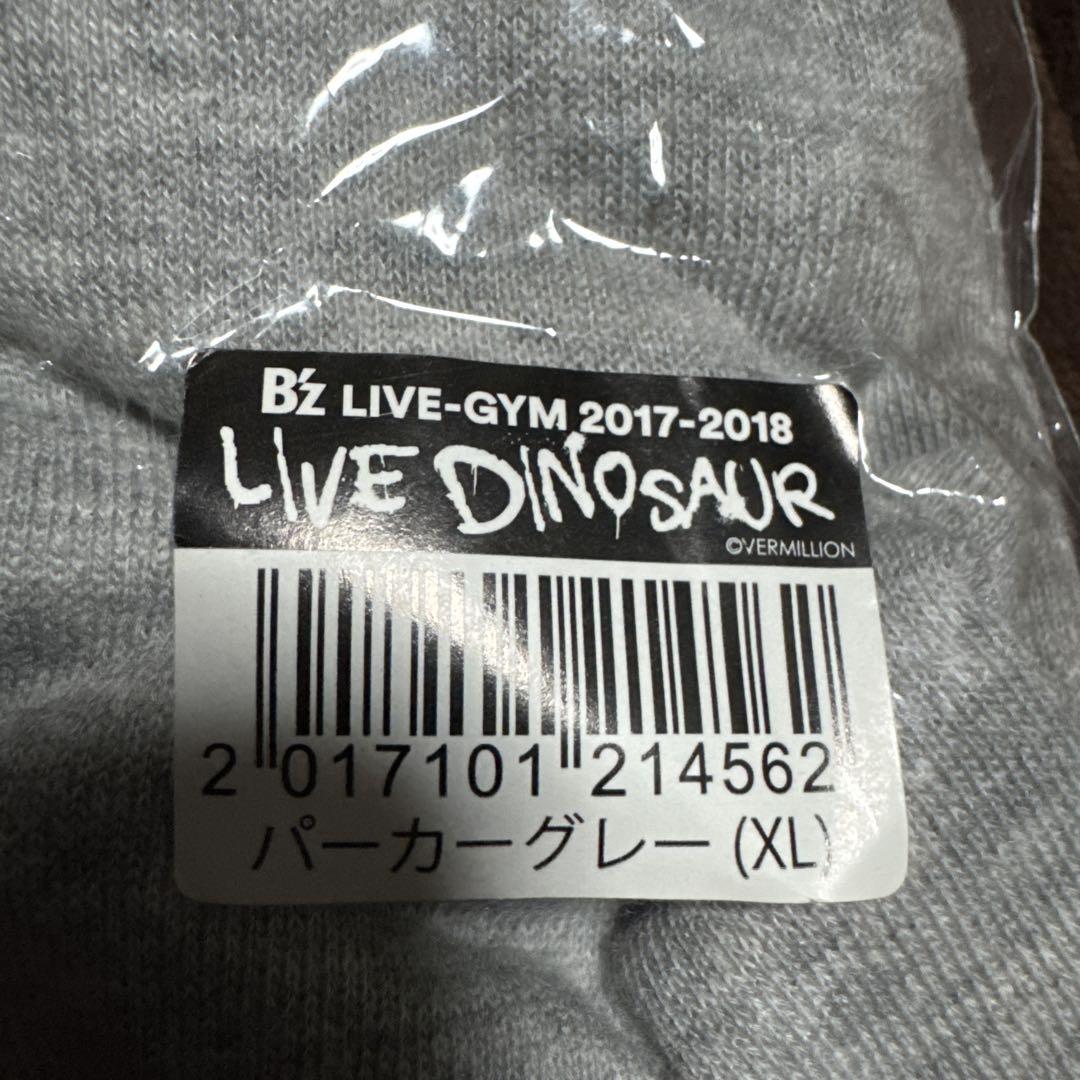 B'z LIVE-GYM 2017-2018
LIVE DINOSAUR
©VERMILLION
2 017101 214562
パーカーグレー(XL)